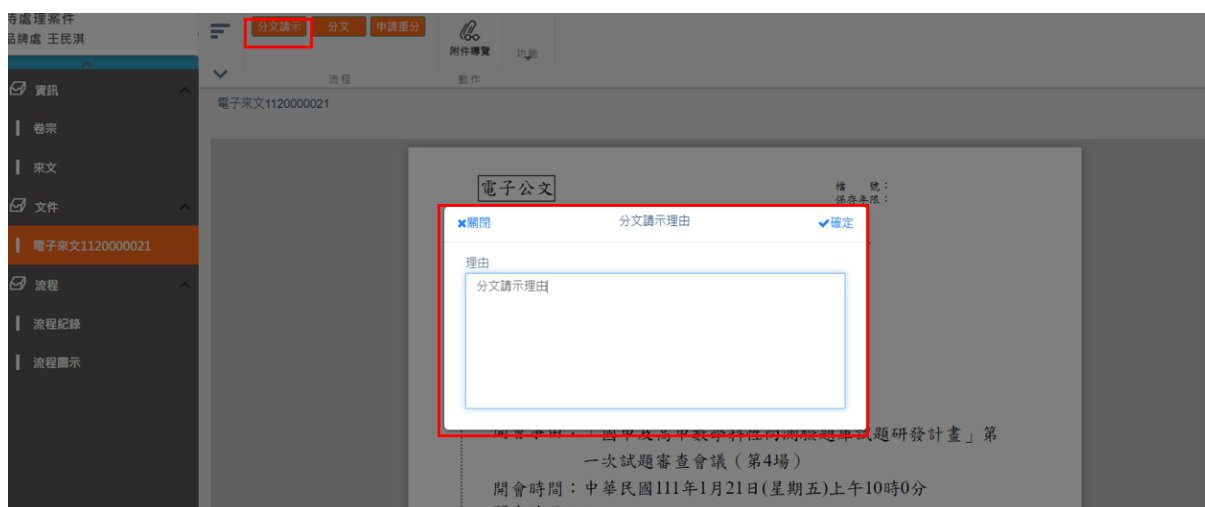 待處理案件
品牌處 王民淇
分文請示
分文
申請重分
附件導覽
功能
流程
動作
資訊
卷宗
來文
文件
電子來文1120000021
流程
流程紀錄
流程圖示
電子來文1120000021
電子公文
檔 號：
保存年限：
關閉
分文請示理由
確定
理由
分文請示理由
開會事由：「國中及高中數學科性向測驗題庫試題研發計畫」第
一次試題審查會議（第4場）
開會時間：中華民國111年1月21日(星期五)上午10時0分